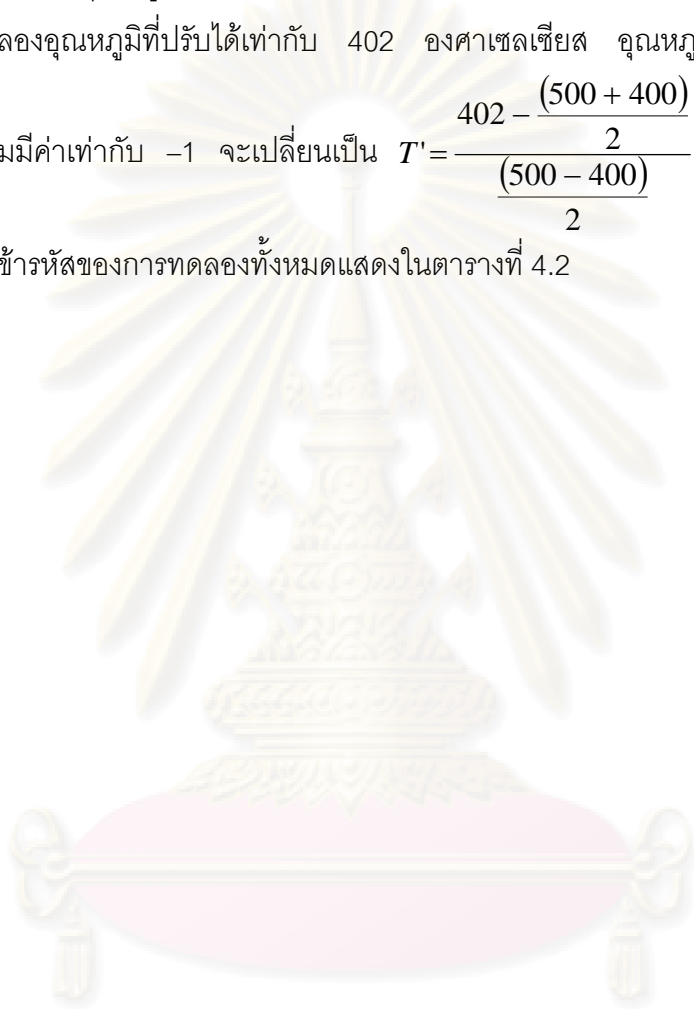 ลองอุณหภูมิที่ปรับได้เท่ากับ 402 องศาเซลเซียส อุณหภู
มมีค่าเท่ากับ –1 จะเปลี่ยนเป็น T' = \frac{402 - \frac{(500 + 400)}{2}}{\frac{(500 - 400)}{2}}
ข้ารหัสของการทดลองทั้งหมดแสดงในตารางที่ 4.2